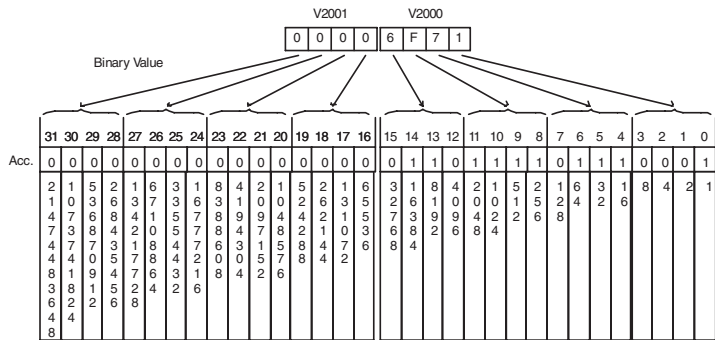 V2001 V2000
0 0 0 0 6 F 7 1
Binary Value
31 30 29 28 27 26 25 24 23 22 21 20 19 18 17 16 15 14 13 12 11 10 9 8 7 6 5 4 3 2 1 0
Acc. 0 0 0 0 0 0 0 0 0 0 0 0 0 0 0 0 0 1 1 0 1 1 1 1 0 1 1 1 0 0 0 1
21474483648 1073741824 536870912 268435456 134217728 67108864 33554432 16777216 8388608 4194304 2097152 1048576 524288 262144 131072 65536 32768 16384 8192 4096 2048 1024 512 256 128 64 32 16 8 4 2 1